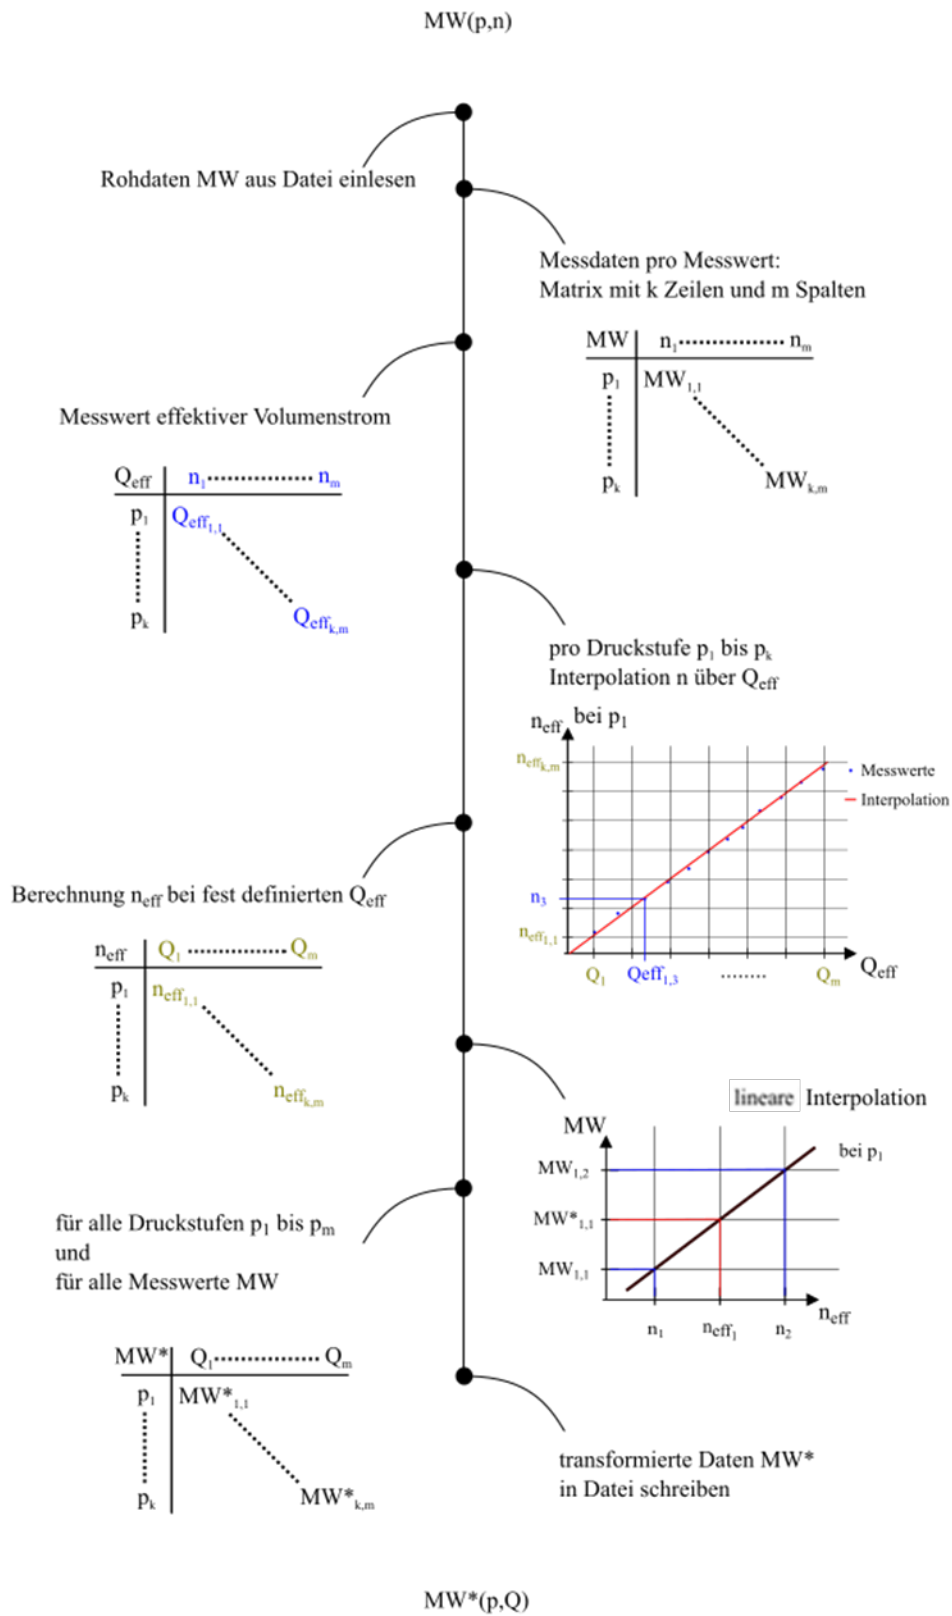 MW(p,n)
Rohdaten MW aus Datei einlesen
Messdaten pro Messwert:
Matrix mit k Zeilen und m Spalten
MW n1 nm
p1 MW1,1
pk MWk,m
Messwert effektiver Volumenstrom
Qeff n1 nm
p1 Qeff1,1
pk Qeffk,m
pro Druckstufe p1 bis pk
Interpolation n über Qeff
neff bei p1
neffk,m
Messwerte
Interpolation
n3
neff1,1
Q1 Qeff1,3 ........ Qm Qeff
Berechnung neff bei fest definierten Qeff
neff Q1 Qm
p1 neff1,1
pk neffk,m
lineare Interpolation
MW
bei p1
MW1,2
MW*1,1
MW1,1
n1 neff1 n2 neff
für alle Druckstufen p1 bis pm
und
für alle Messwerte MW
MW* Q1 Qm
p1 MW*1,1
pk MW*k,m
transformierte Daten MW*
in Datei schreiben
MW*(p,Q)